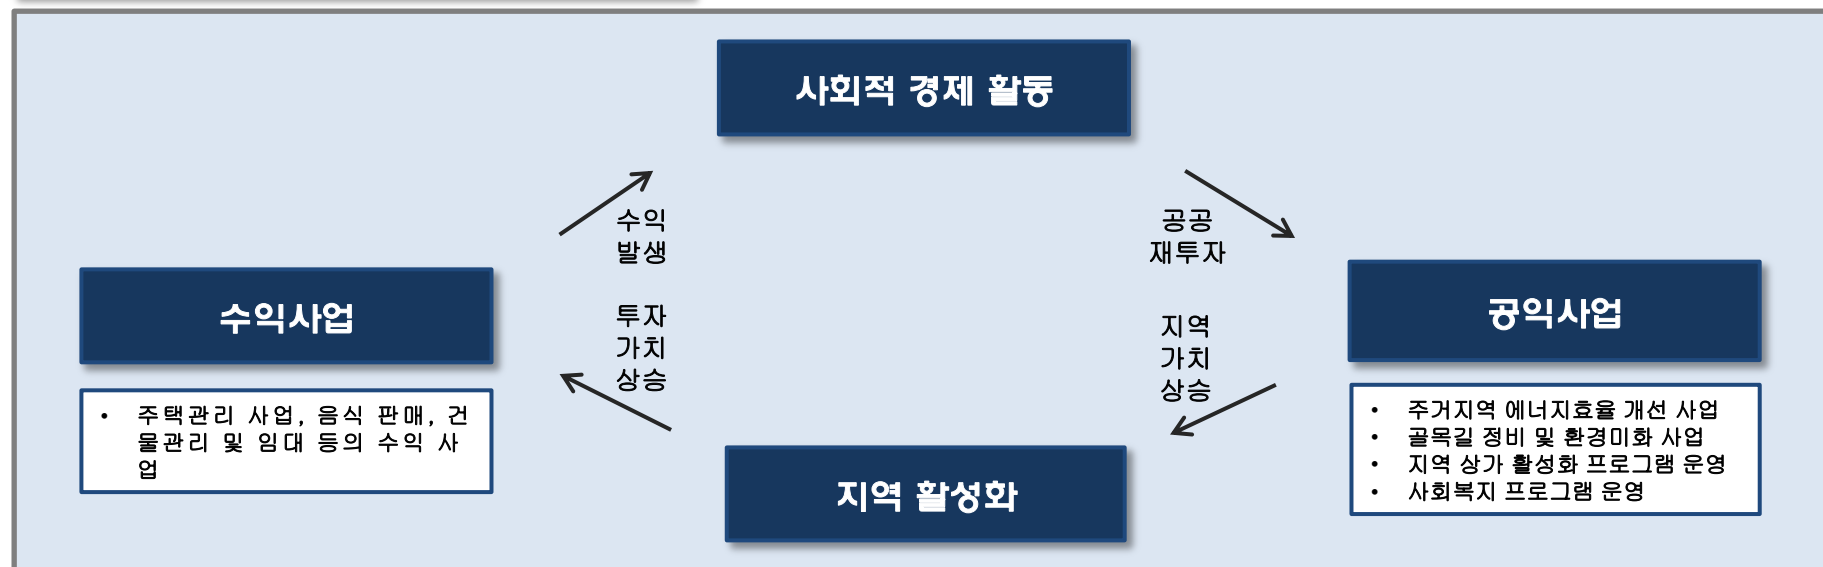 사회적 경제 활동
수익
발생
공공
재투자
수익사업
공익사업
투자
가치
상승
지역
가치
상승
• 주택관리 사업, 음식 판매, 건
물관리 및 임대 등의 수익 사
업
• 주거지역 에너지효율 개선 사업
• 골목길 정비 및 환경미화 사업
• 지역 상가 활성화 프로그램 운영
• 사회복지 프로그램 운영
지역 활성화